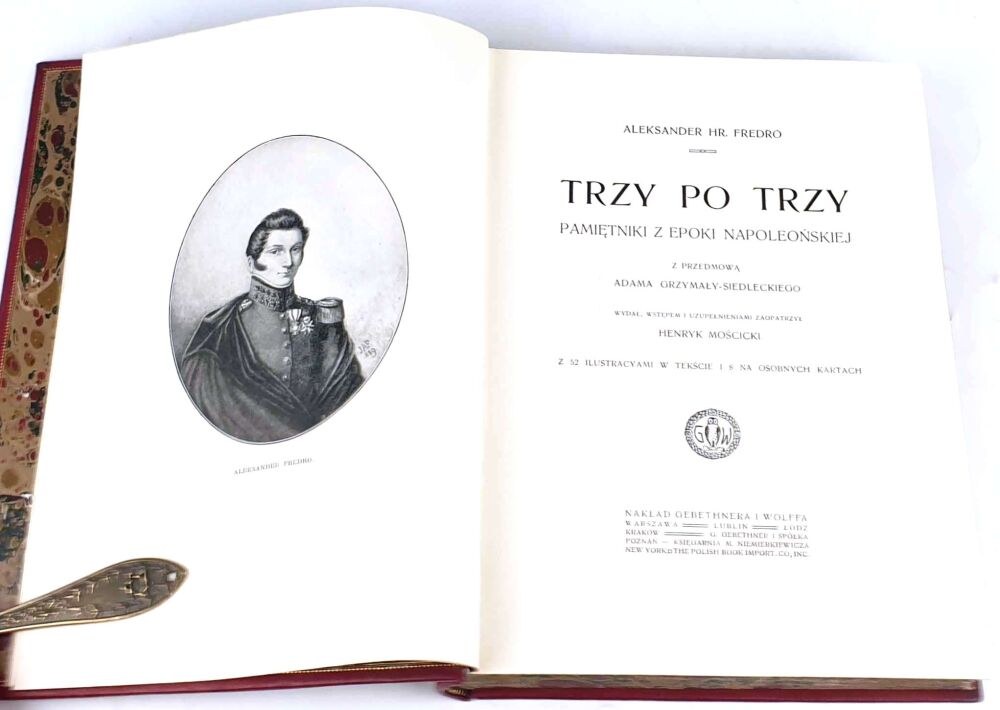 ALEKSANDER FREDRO.
ALEKSANDER HR. FREDRO
TRZY PO TRZY
PAMIĘTNIKI Z EPOKI NAPOLEOŃSKIEJ
Z PRZEDMOWĄ
ADAMA GRZYMAŁY-SIEDLECKIEGO
WYDAŁ, WSTĘPEM I UZUPEŁNIENIAMI ZAOPATRZYŁ
HENRYK MOŚCICKI
Z 52 ILUSTRACYAMI W TEKŚCIE I 8 NA OSOBNYCH KARTACH
G W
NAKŁAD GEBETHNERA I WOLFFA
WARSZAWA — LUBLIN — ŁÓDŹ
KRAKÓW — G. GEBETHNER I SPÓŁKA
POZNAŃ — KSIĘGARNIA M. NIEMIERKIEWICZA
NEW YORK: THE POLISH BOOK IMPORT. CO., INC.